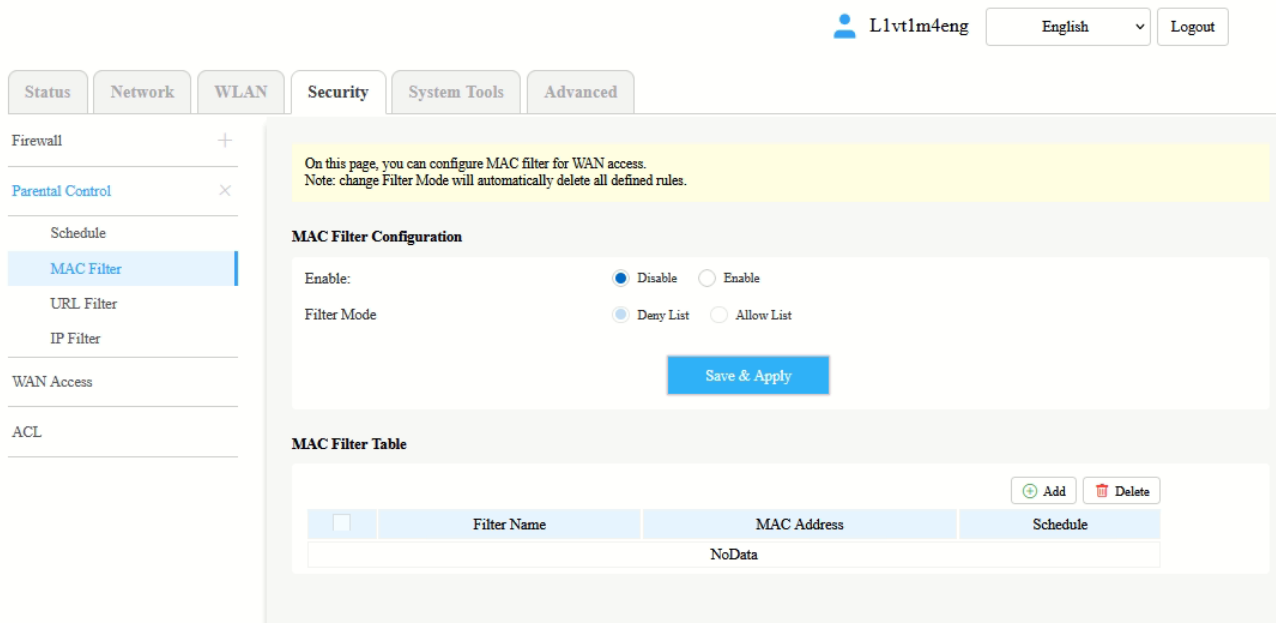 L1vt1m4eng English Logout
Status Network WLAN Security System Tools Advanced
Firewall
Parental Control
Schedule
MAC Filter
URL Filter
IP Filter
WAN Access
ACL
On this page, you can configure MAC filter for WAN access.
Note: change Filter Mode will automatically delete all defined rules.
MAC Filter Configuration
Enable: Disable Enable
Filter Mode Deny List Allow List
Save & Apply
MAC Filter Table
Add Delete
Filter Name MAC Address Schedule
NoData